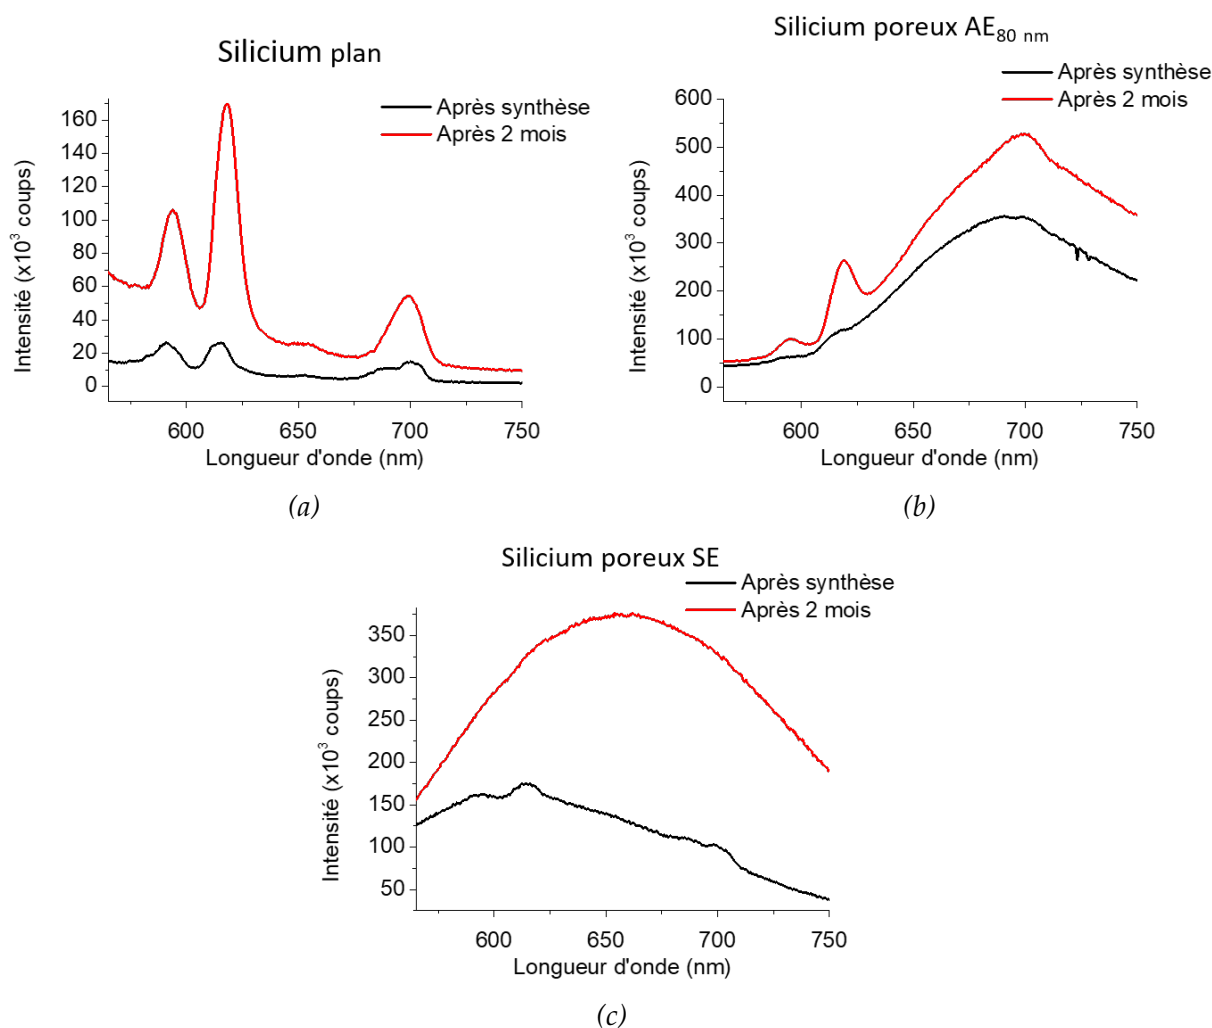 Silicium plan
Après synthèse
Après 2 mois
Intensité (x10³ coups)
160
140
120
100
80
60
40
20
0
600 650 700 750
Longueur d'onde (nm)
(a)
Silicium poreux AE80 nm
Après synthèse
Après 2 mois
Intensité (x10³ coups)
600
500
400
300
200
100
0
600 650 700 750
Longueur d'onde (nm)
(b)
Silicium poreux SE
Après synthèse
Après 2 mois
Intensité (x10³ coups)
350
300
250
200
150
100
50
600 650 700 750
Longueur d'onde (nm)
(c)